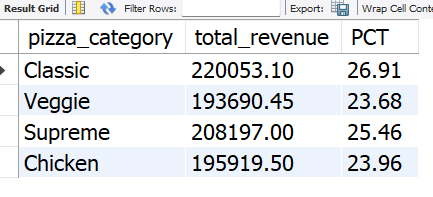 Result Grid Filter Rows: Export: Wrap Cell Conte
pizza_category total_revenue PCT
Classic 220053.10 26.91
Veggie 193690.45 23.68
Supreme 208197.00 25.46
Chicken 195919.50 23.96